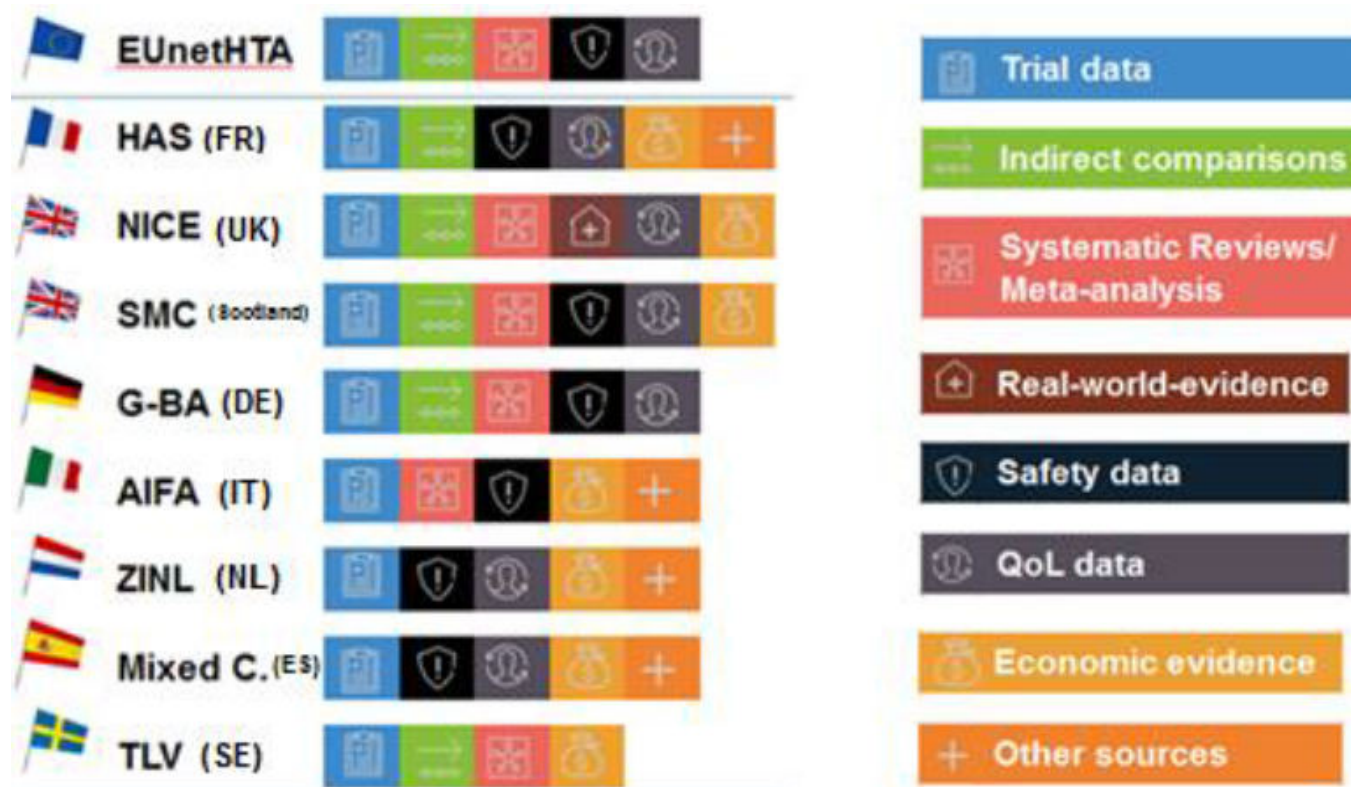 EUnetHTA
HAS (FR)
NICE (UK)
SMC (Scotland)
G-BA (DE)
AIFA (IT)
ZINL (NL)
Mixed C. (ES)
TLV (SE)
Trial data
Indirect comparisons
Systematic Reviews/
Meta-analysis
Real-world-evidence
Safety data
QoL data
Economic evidence
Other sources